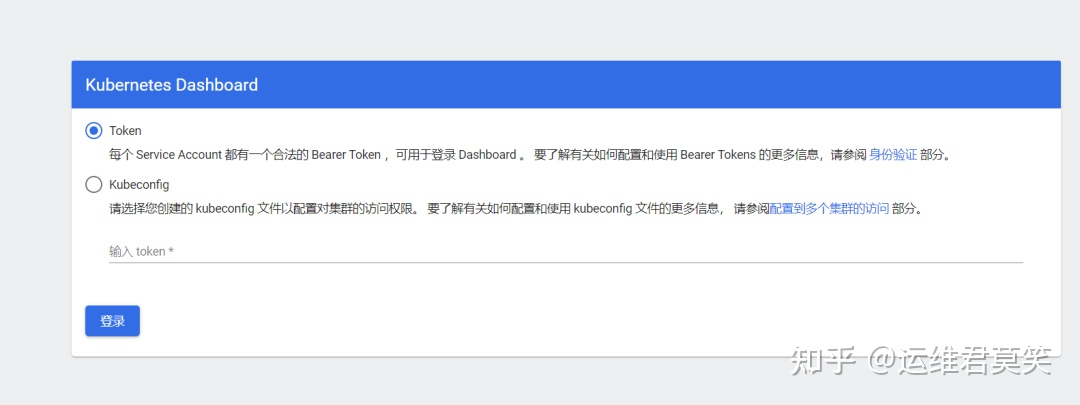 Kubernetes Dashboard
Token
每个 Service Account 都有一个合法的 Bearer Token ，可用于登录 Dashboard 。 要了解有关如何配置和使用 Bearer Tokens 的更多信息，请参阅 身份验证 部分。
Kubeconfig
请选择您创建的 kubeconfig 文件以配置对集群的访问权限。 要了解有关如何配置和使用 kubeconfig 文件的更多信息， 请参阅配置到多个集群的访问 部分。
输入 token *
登录
知乎 @运维君莫笑